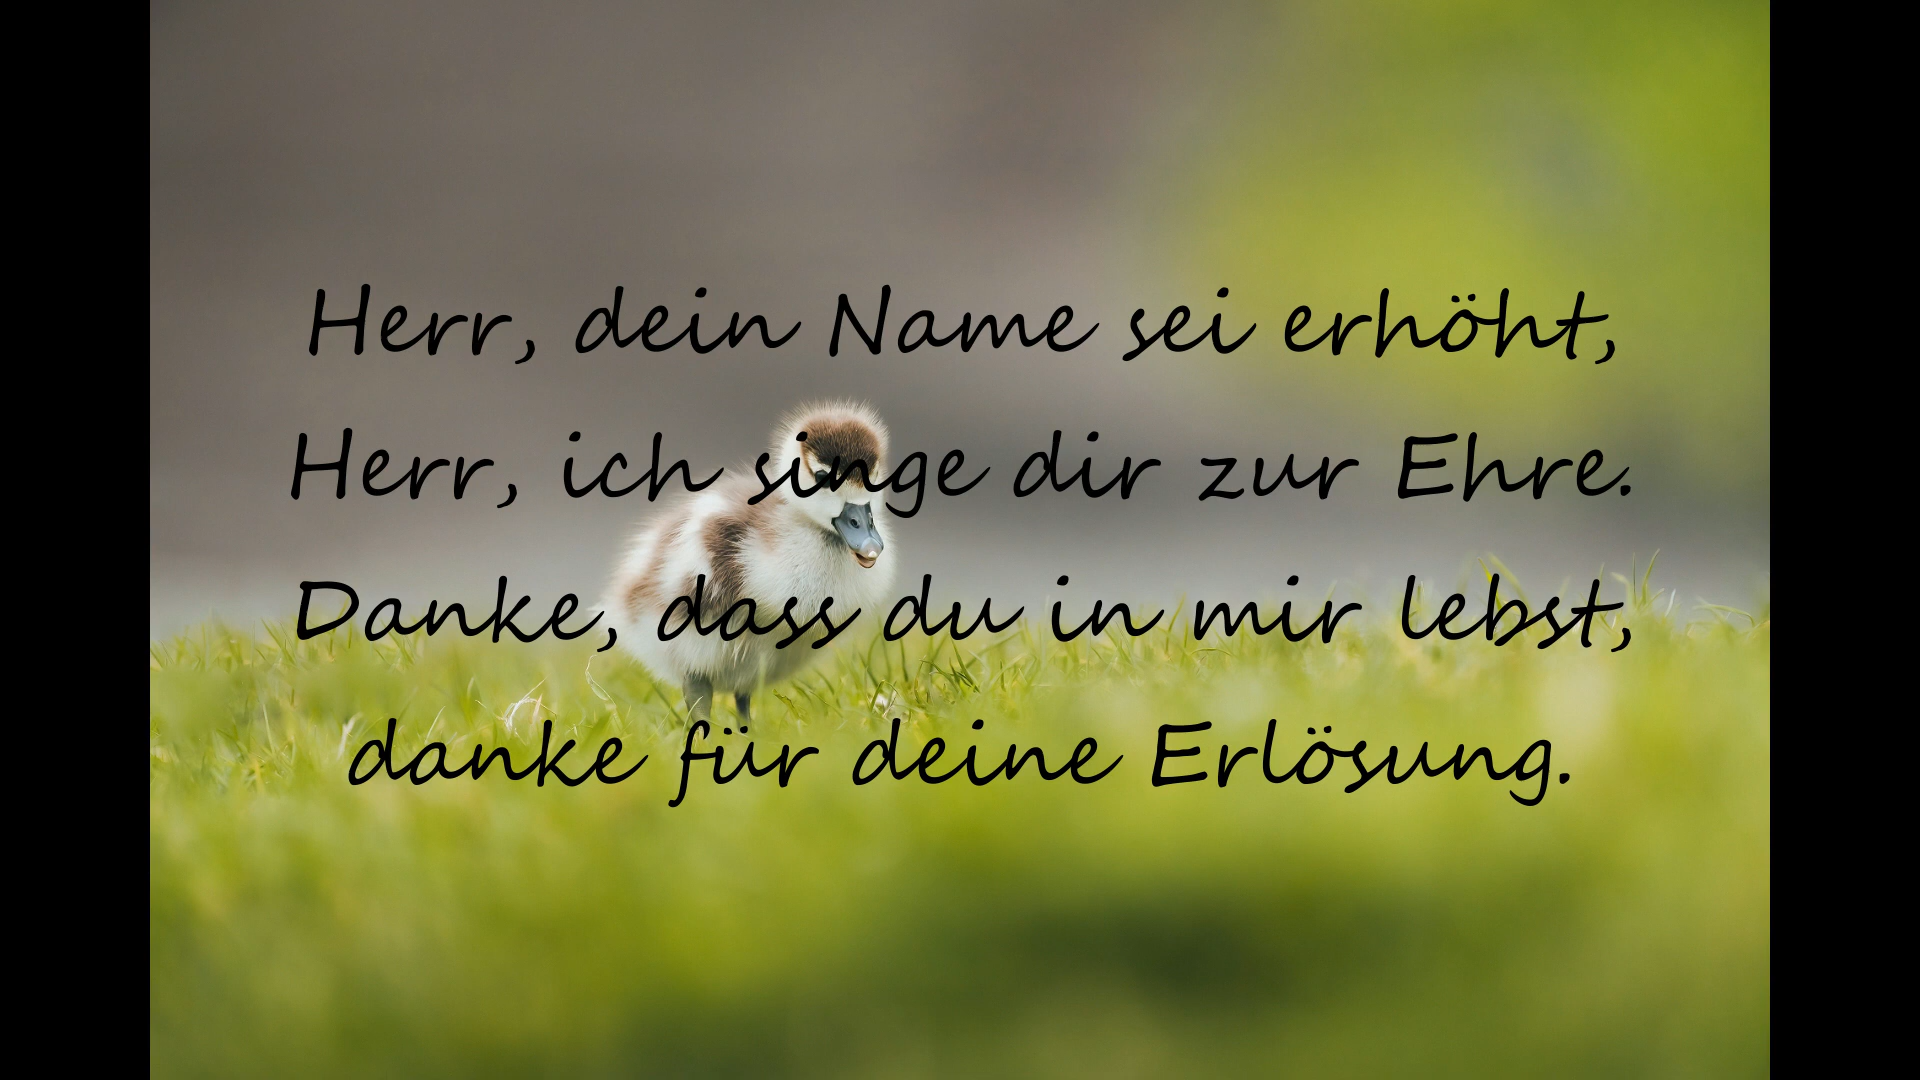 Herr, dein Name sei erhöht,
Herr, ich singe dir zur Ehre.
Danke, dass du in mir lebst,
danke für deine Erlösung.